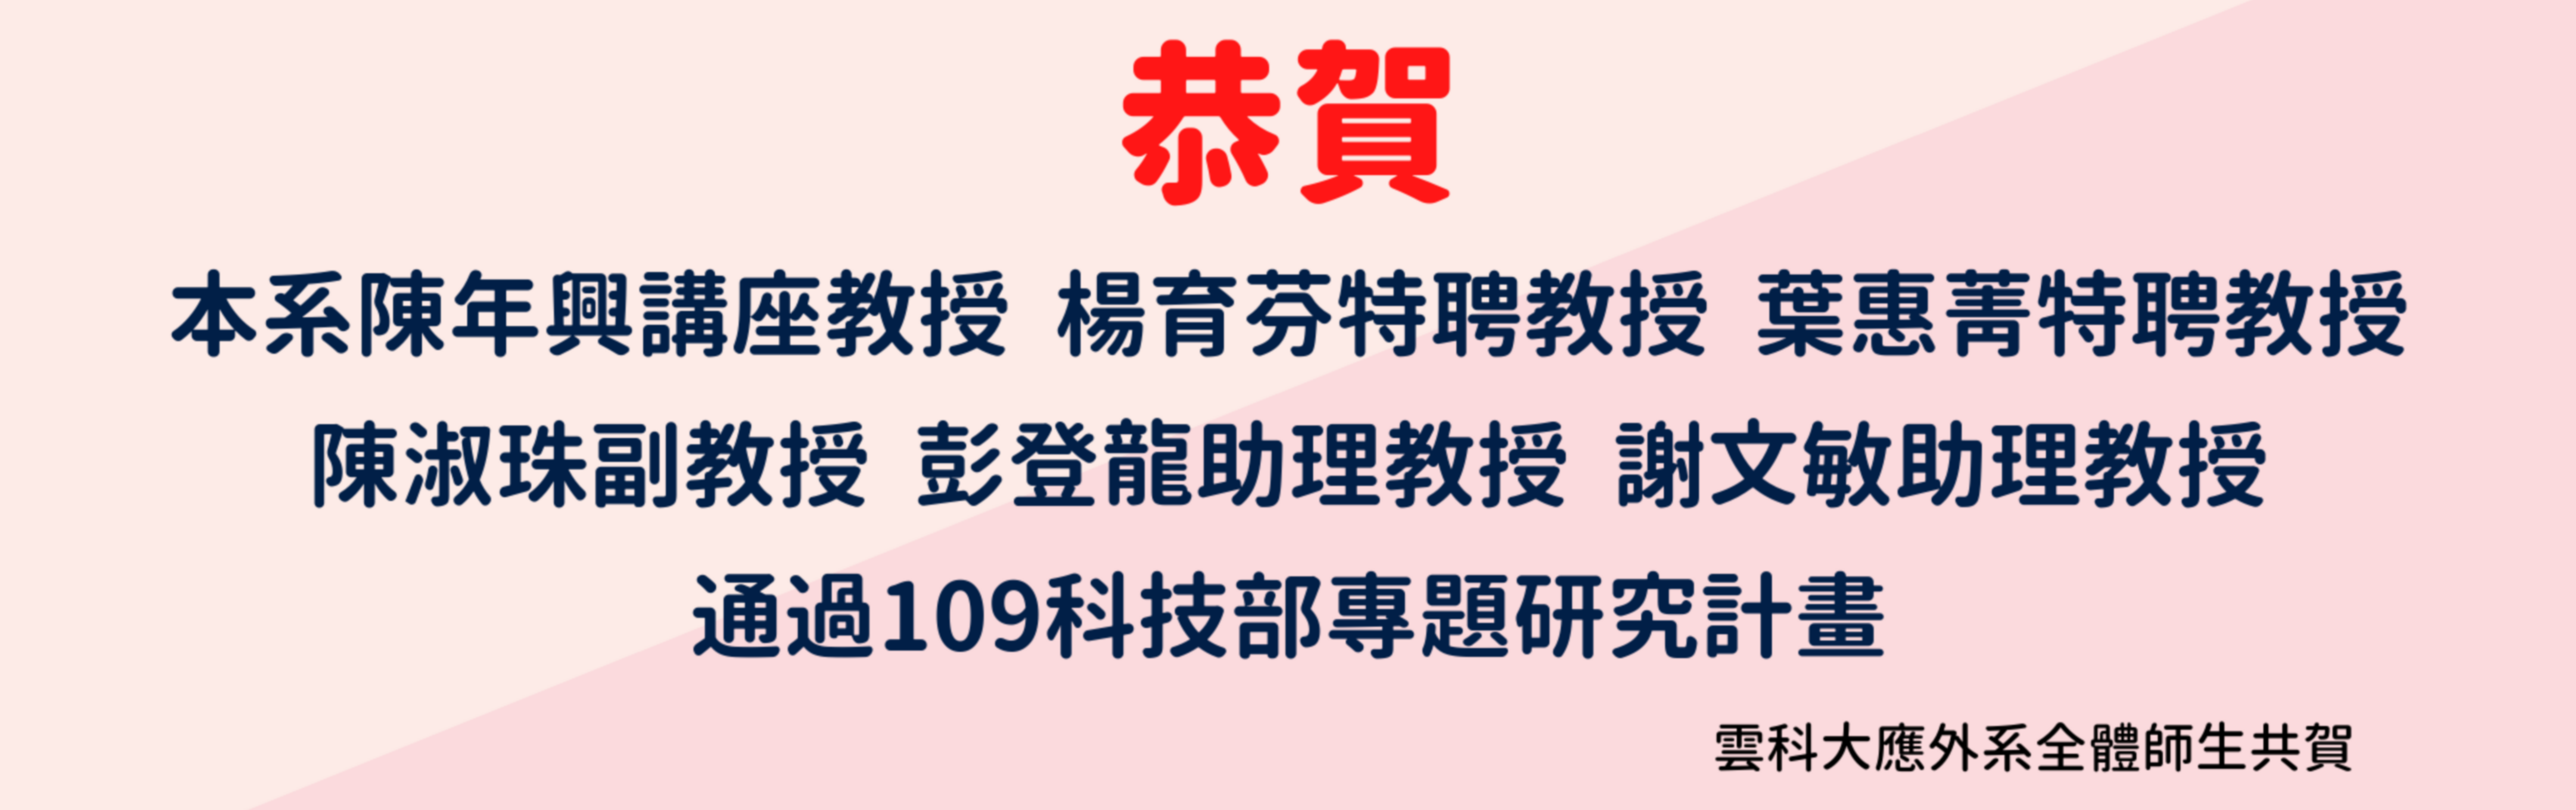 恭賀
本系陳年興講座教授 楊育芬特聘教授 葉惠菁特聘教授
陳淑珠副教授 彭登龍助理教授 謝文敏助理教授
通過109科技部專題研究計畫
雲科大應外系全體師生共賀